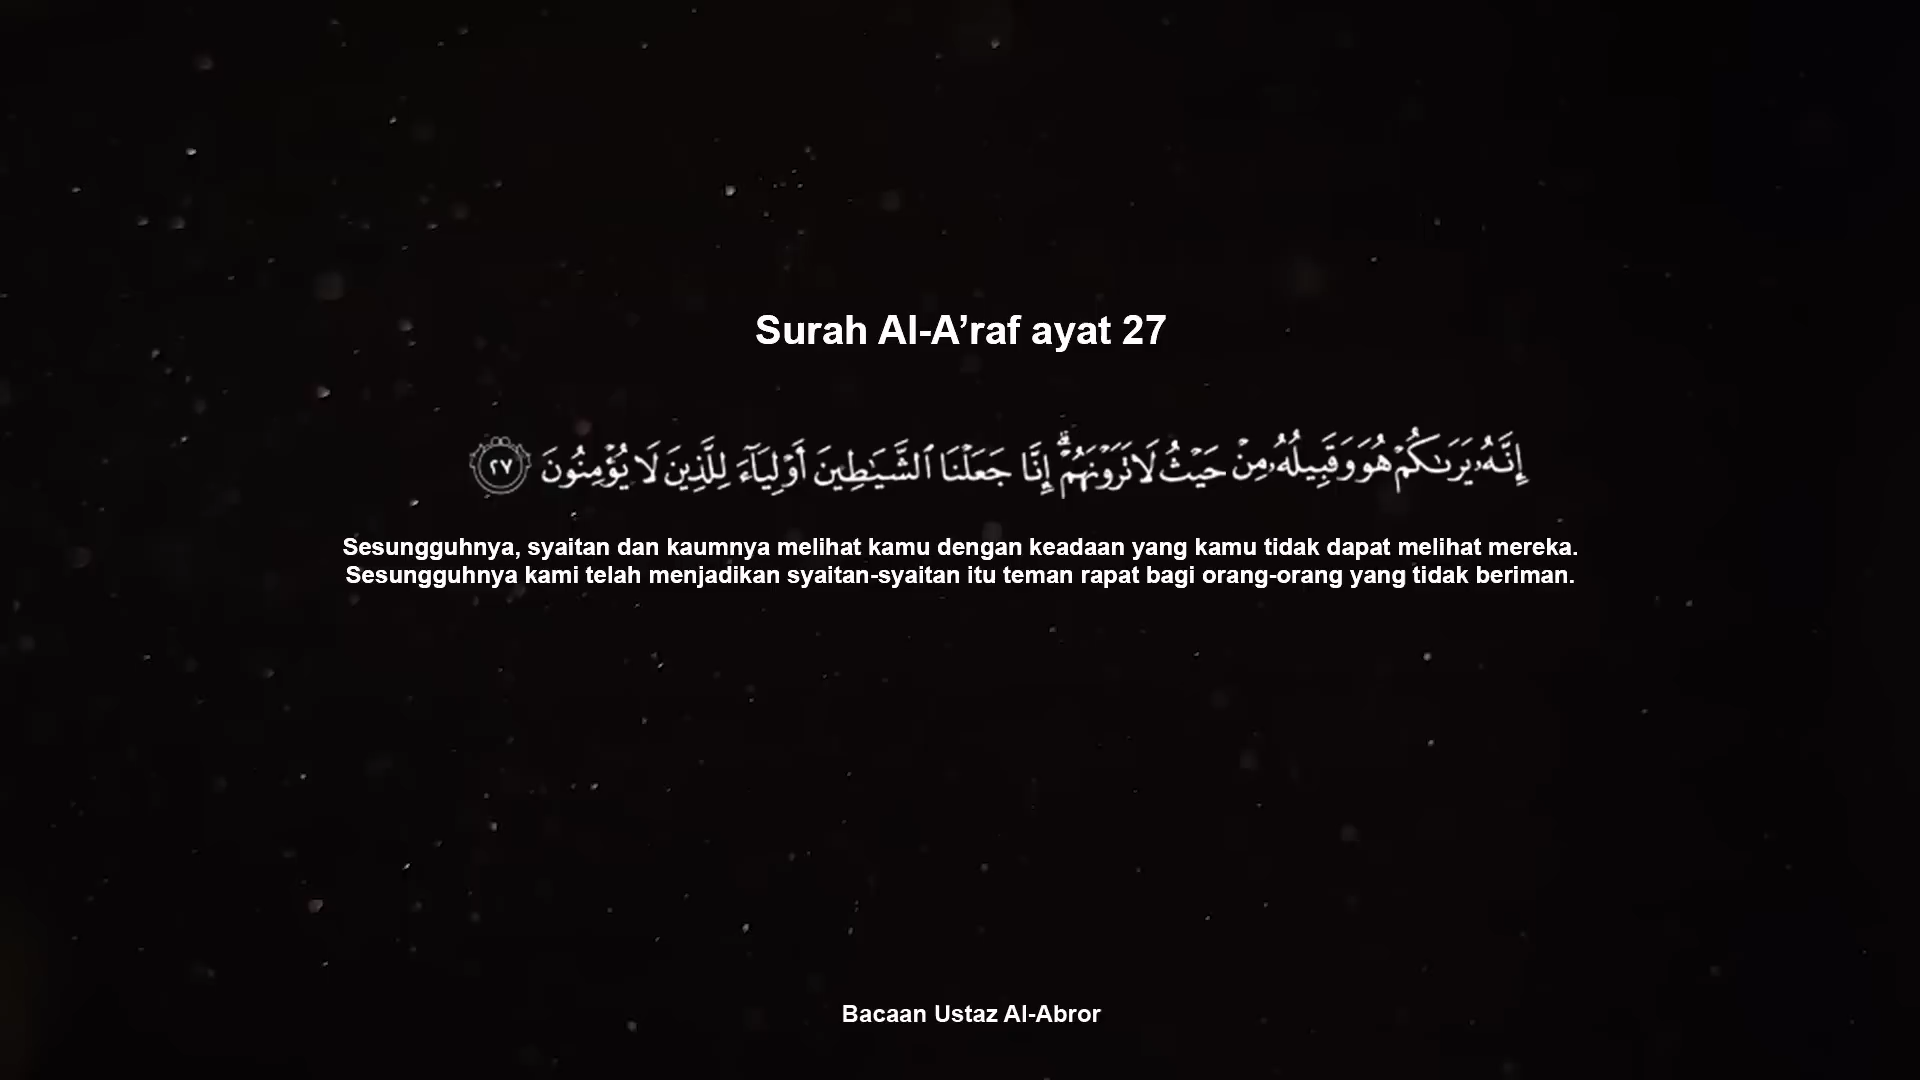 Surah Al-A’raf ayat 27
إِنَّهُۥ يَرَىٰكُمْ هُوَ وَقَبِيلُهُۥ مِنْ حَيْثُ لَا تَرَوْنَهُمْ ۗ إِنَّا جَعَلْنَا ٱلشَّيَـٰطِينَ أَوْلِيَآءَ لِلَّذِينَ لَا يُؤْمِنُونَ ٢٧
Sesungguhnya, syaitan dan kaumnya melihat kamu dengan keadaan yang kamu tidak dapat melihat mereka.
Sesungguhnya kami telah menjadikan syaitan-syaitan itu teman rapat bagi orang-orang yang tidak beriman.
Bacaan Ustaz Al-Abror